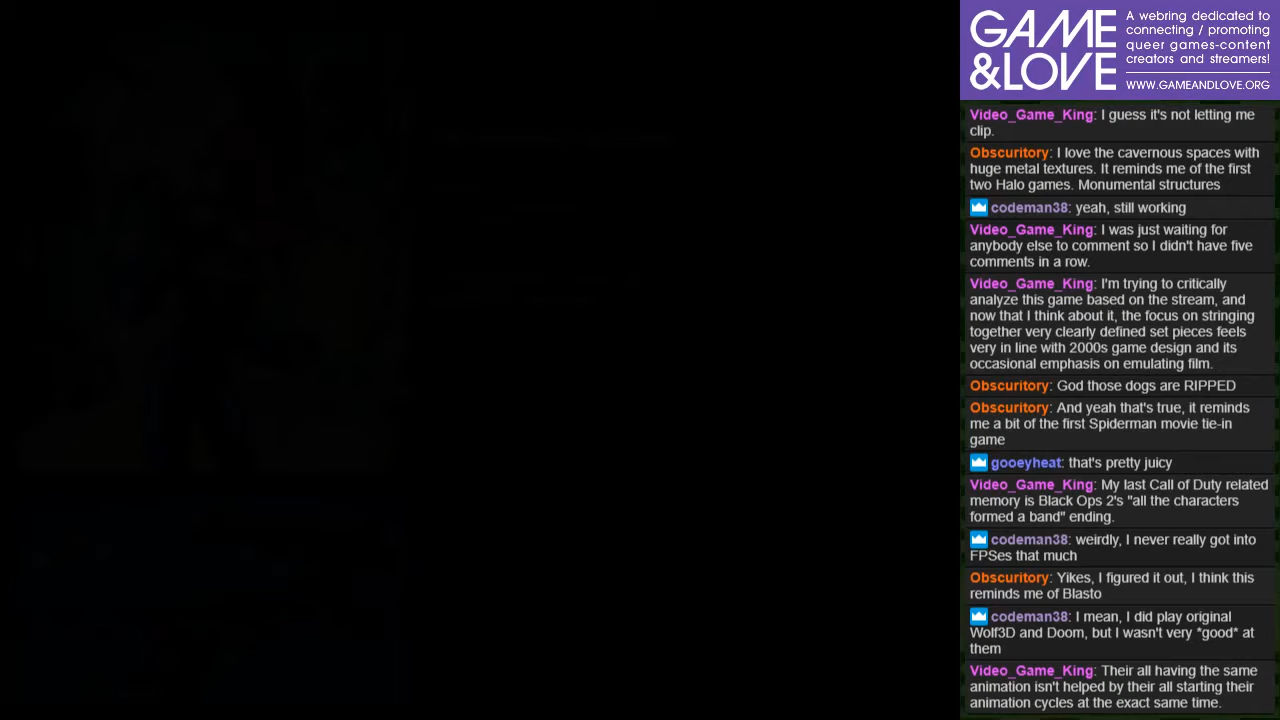 GAME
&LOVE
A webring dedicated to
connecting / promoting
queer games-content
creators and streamers!
WWW.GAMEANDLOVE.ORG
Video_Game_King: I guess it's not letting me
clip.
Obscuritory: I love the cavernous spaces with
huge metal textures. It reminds me of the first
two Halo games. Monumental structures
codeman38: yeah, still working
Video_Game_King: I was just waiting for
anybody else to comment so I didn't have five
comments in a row.
Video_Game_King: I'm trying to critically
analyze this game based on the stream, and
now that I think about it, the focus on stringing
together very clearly defined set pieces feels
very in line with 2000s game design and its
occasional emphasis on emulating film.
Obscuritory: God those dogs are RIPPED
Obscuritory: And yeah that's true, it reminds
me a bit of the first Spiderman movie tie-in
game
gooeyheat: that's pretty juicy
Video_Game_King: My last Call of Duty related
memory is Black Ops 2's "all the characters
formed a band" ending.
codeman38: weirdly, I never really got into
FPSes that much
Obscuritory: Yikes, I figured it out, I think this
reminds me of Blasto
codeman38: I mean, I did play original
Wolf3D and Doom, but I wasn't very *good* at
them
Video_Game_King: Their all having the same
animation isn't helped by their all starting their
animation cycles at the exact same time.